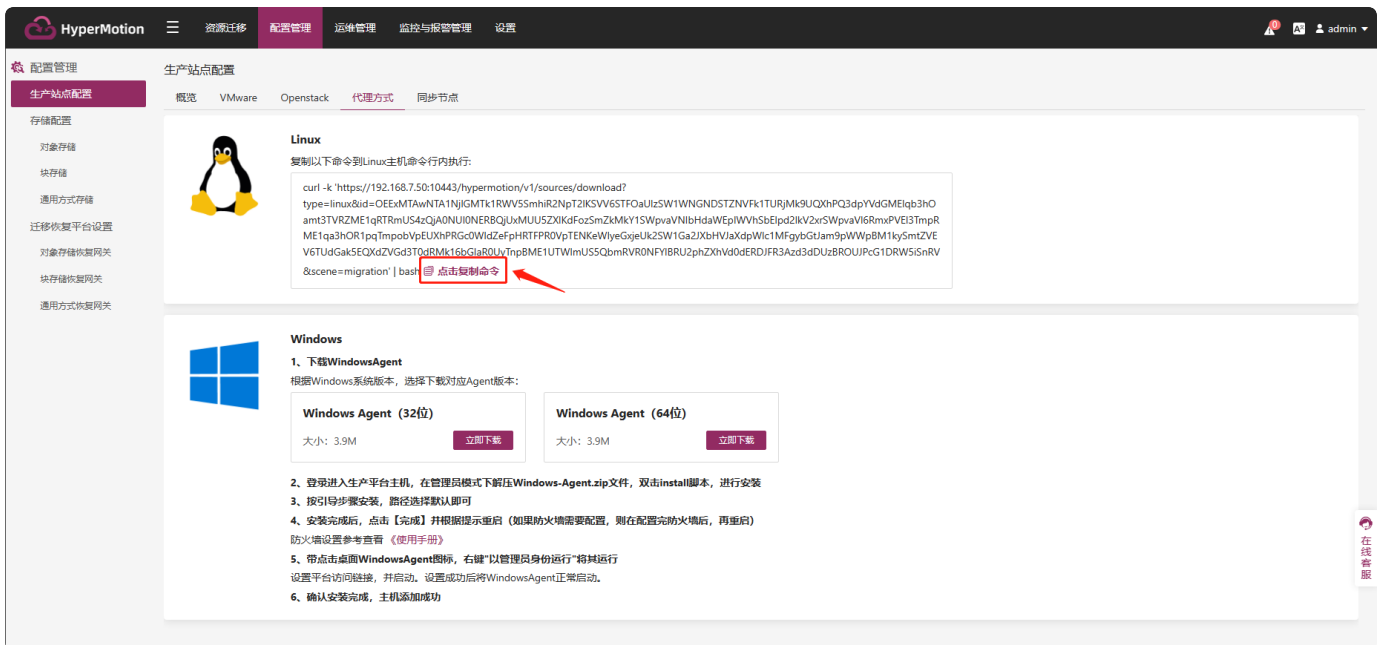 HyperMotion
资源迁移
配置管理
运维管理
监控与报警管理
设置
0
admin
配置管理
生产站点配置
存储配置
对象存储
块存储
通用方式存储
迁移恢复平台设置
对象存储恢复网关
块存储恢复网关
通用方式恢复网关
生产站点配置
概览
VMware
Openstack
代理方式
同步节点
Linux
复制以下命令到Linux主机命令行内执行:
curl -k 'https://192.168.7.50:10443/hypermotion/v1/sources/download?
&scene=migration' | bash
点击复制命令
Windows
1、下载WindowsAgent
根据Windows系统版本，选择下载对应Agent版本：
Windows Agent（32位）
大小：3.9M
立即下载
Windows Agent（64位）
大小：3.9M
立即下载
2、登录进入生产平台主机，在管理员模式下解压Windows-Agent.zip文件，双击install脚本，进行安装
3、按引导步骤安装，路径选择默认即可
4、安装完成后，点击【完成】并根据提示重启（如果防火墙需要配置，则在配置完防火墙后，再重启）
防火墙设置参考查看《使用手册》
5、带点击桌面WindowsAgent图标，右键"以管理员身份运行"将其运行
设置平台访问链接，并启动。设置成功后将WindowsAgent正常启动。
6、确认安装完成，主机添加成功
在线客服